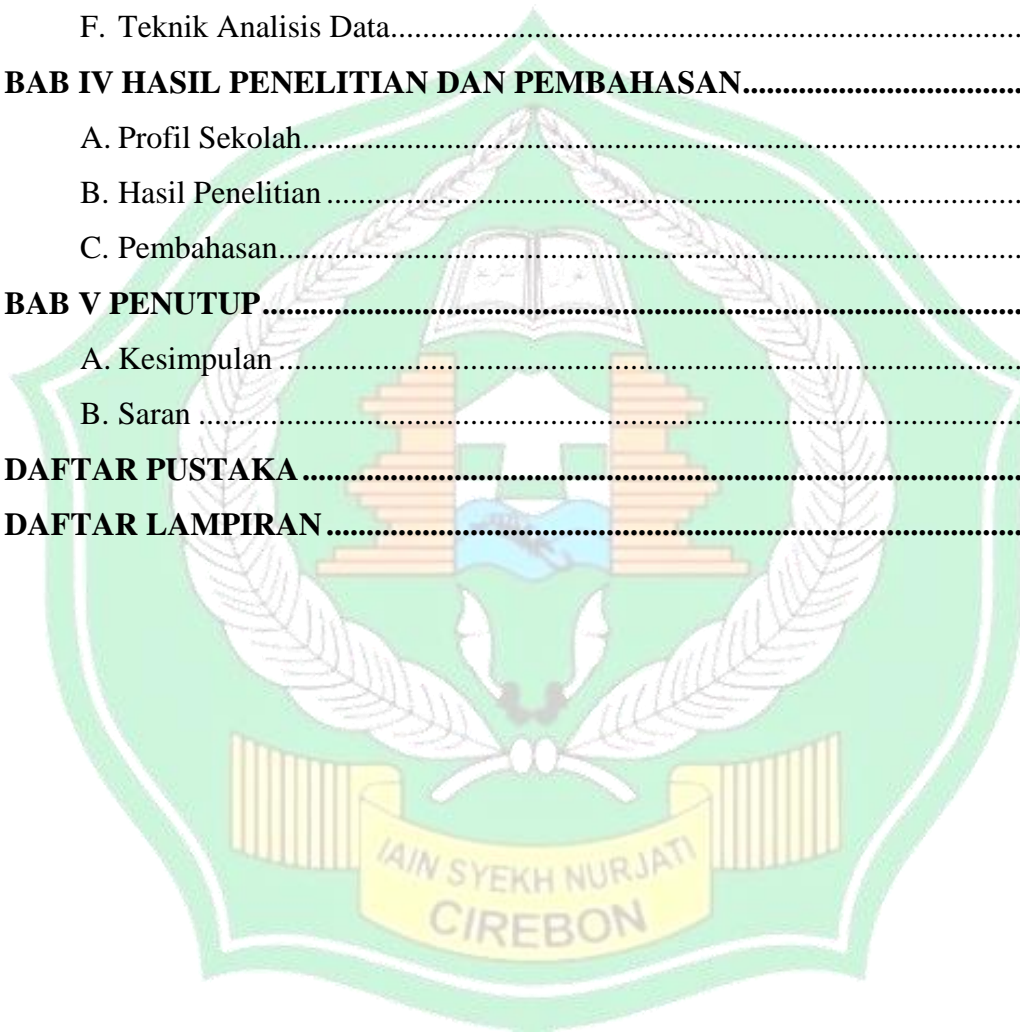 F. Teknik Analisis Data..................................................................................
BAB IV HASIL PENELITIAN DAN PEMBAHASAN...................................
A. Profil Sekolah.............................................................................................
B. Hasil Penelitian ..........................................................................................
C. Pembahasan................................................................................................
BAB V PENUTUP...............................................................................................
A. Kesimpulan ................................................................................................
B. Saran ..........................................................................................................
DAFTAR PUSTAKA ..........................................................................................
DAFTAR LAMPIRAN .......................................................................................
IAIN SYEKH NURJATI
CIREBON